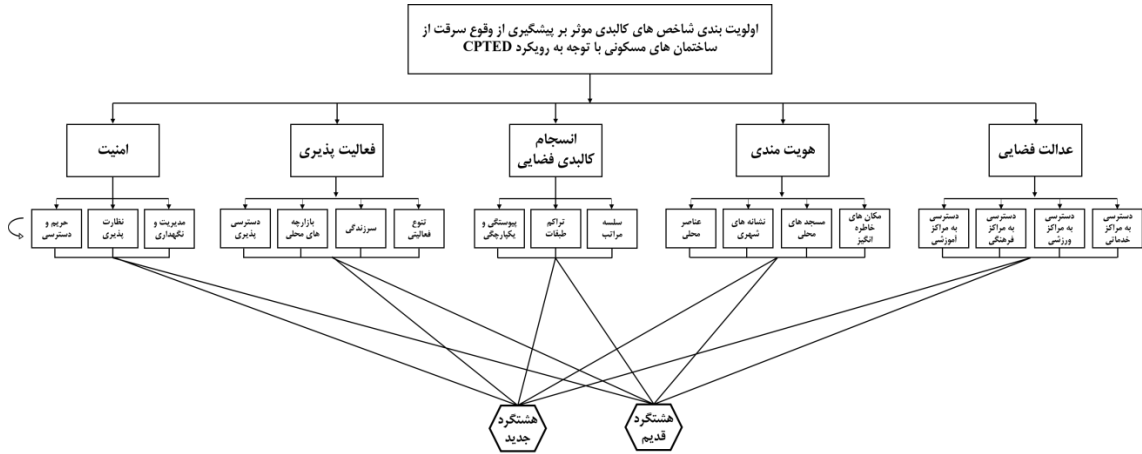 اولویت بندی شاخص های کالبدی موثر بر پیشگیری از وقوع سرقت از
ساختمان های مسکونی با توجه به رویکرد CPTED
عدالت فضایی
هویت مندی
انسجام
کالبدی فضایی
فعالیت پذیری
امنیت
دسترسی
به مراکز
خدماتی
دسترسی
به مراکز
ورزشی
دسترسی
به مراکز
فرهنگی
دسترسی
به مراکز
آموزشی
مکان های
خاطره
انگیز
مسجد های
محلی
نشانه های
شهری
عناصر
محلی
سلسه
مراتب
تراکم
طبقات
پیوستگی و
یکپارچگی
تنوع
فعالیتی
سرزندگی
بازارچه
های محلی
دسترسی
پذیری
مدیریت و
نگهداری
نظارت
پذیری
حریم و
دسترسی
هشتگرد
قدیم
هشتگرد
جدید